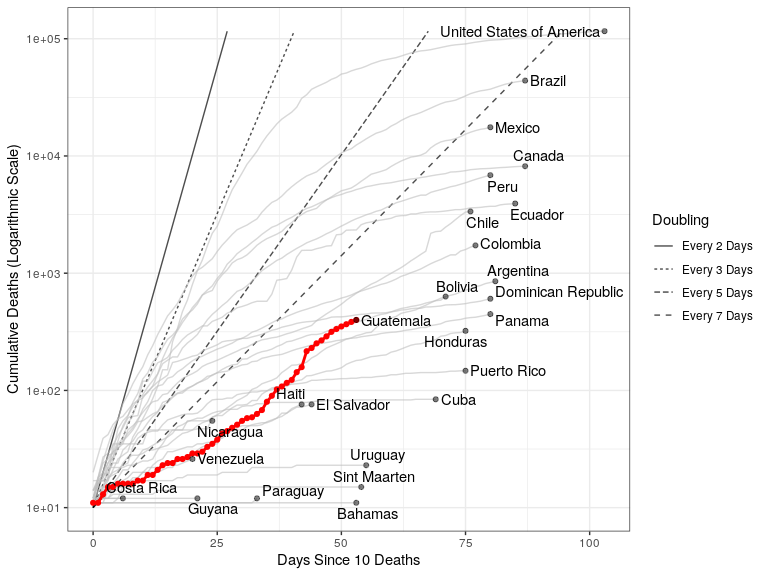 1e+05
1e+04
1e+03
1e+02
1e+01
Cumulative Deaths (Logarithmic Scale)
United States of America
Brazil
Mexico
Canada
Peru
Ecuador
Chile
Colombia
Argentina
Bolivia
Dominican Republic
Guatemala
Panama
Honduras
Puerto Rico
Haiti
El Salvador
Cuba
Nicaragua
Venezuela
Uruguay
Sint Maarten
Costa Rica
Paraguay
Guyana
Bahamas
0
25
50
75
100
Days Since 10 Deaths
Doubling
Every 2 Days
Every 3 Days
Every 5 Days
Every 7 Days